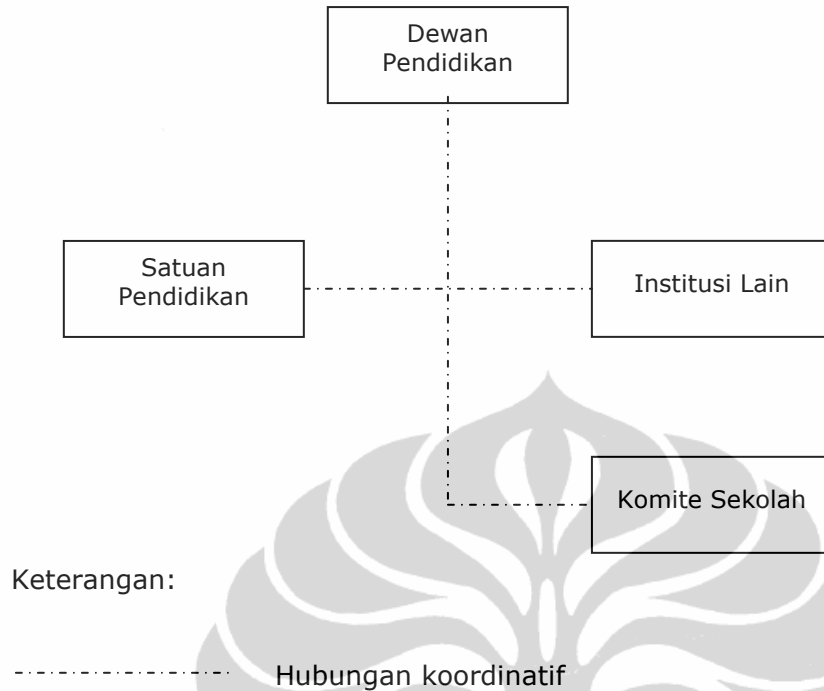 Dewan
Pendidikan
Satuan
Pendidikan
Institusi Lain
Komite Sekolah
Keterangan:
Hubungan koordinatif